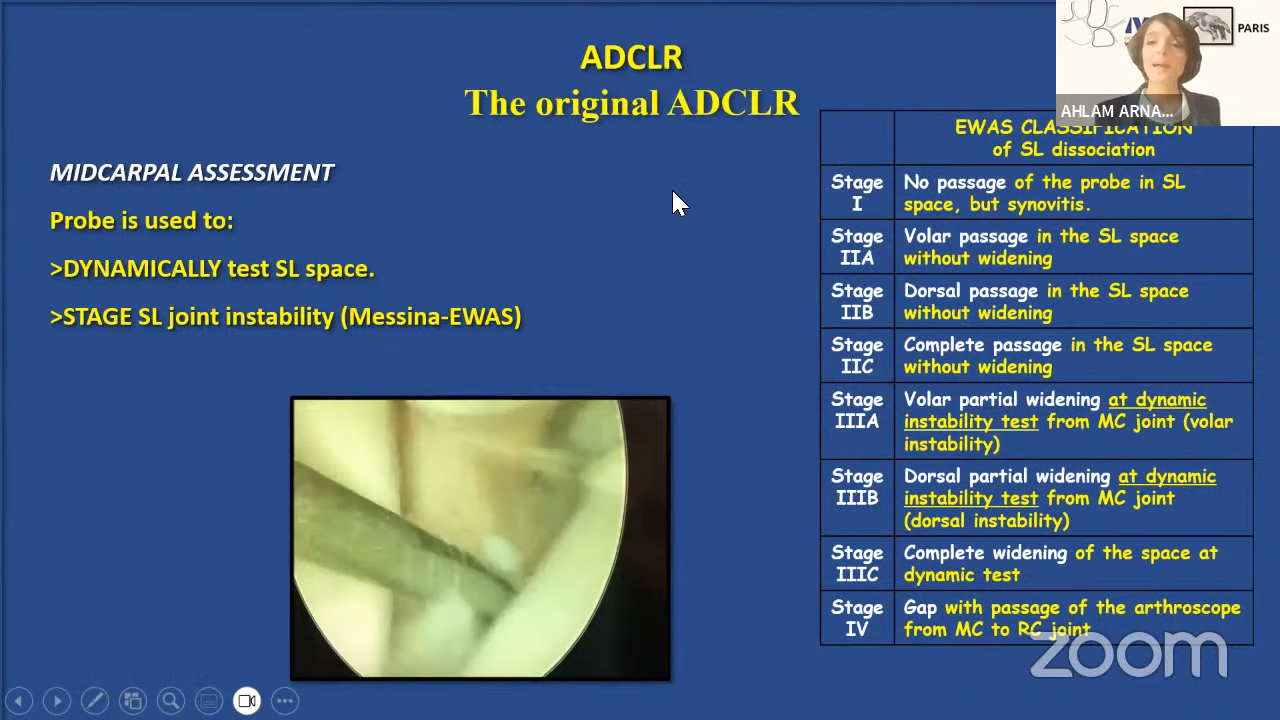 PARIS
AHLAM ARNA...
ADCLR
The original ADCLR
MIDCARPAL ASSESSMENT
Probe is used to:
>DYNAMICALLY test SL space.
>STAGE SL joint instability (Messina-EWAS)
EWAS CLASSIFICATION
of SL dissociation
Stage
I
No passage of the probe in SL
space, but synovitis.
Stage
IIA
Volar passage in the SL space
without widening
Stage
IIB
Dorsal passage in the SL space
without widening
Stage
IIC
Complete passage in the SL space
without widening
Stage
IIIA
Volar partial widening at dynamic
instability test from MC joint (volar
instability)
Stage
IIIB
Dorsal partial widening at dynamic
instability test from MC joint
(dorsal instability)
Stage
IIIC
Complete widening of the space at
dynamic test
Stage
IV
Gap with passage of the arthroscope
from MC to RC joint
zoom